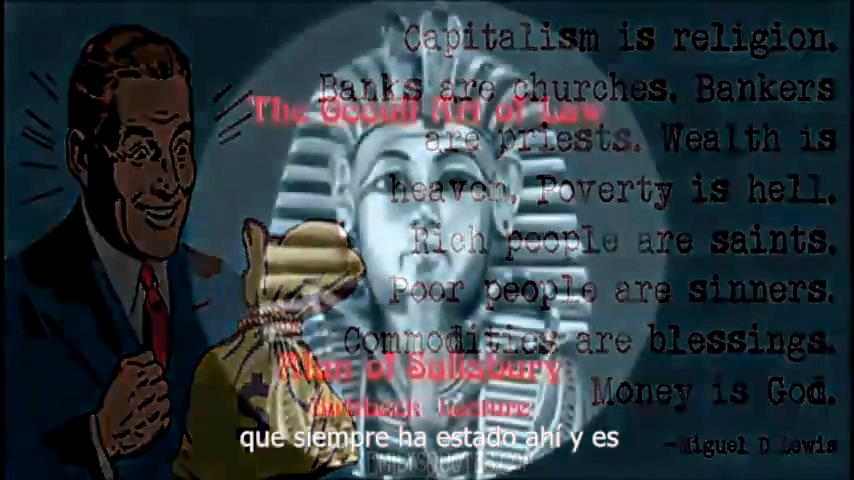 Capitalism is religion.
Banks are churches. Bankers
The Occult Art of Law
are priests. Wealth is
heaven, Poverty is hell.
Rich people are saints.
Poor people are sinners.
Commodities are blessings.
of Salisbury
Money is God.
Lecture
que siempre ha estado ahí y es
-Miguel D Lewis